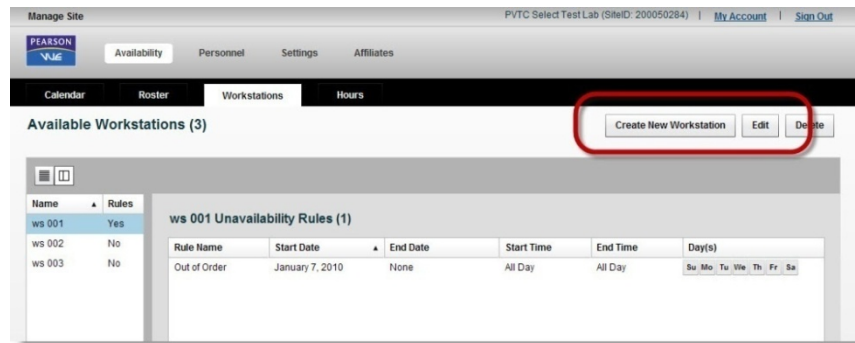 Manage Site PVTC Select Test Lab (SiteID: 200050284) | My Account | Sign Out
PEARSON
VUE
Availability Personnel Settings Affiliates
Calendar Roster Workstations Hours
Available Workstations (3) Create New Workstation Edit Delete
Name ▲ Rules
ws 001 Yes
ws 002 No
ws 003 No
ws 001 Unavailability Rules (1)
Rule Name Start Date ▲ End Date Start Time End Time Day(s)
Out of Order January 7, 2010 None All Day All Day Su Mo Tu We Th Fr Sa